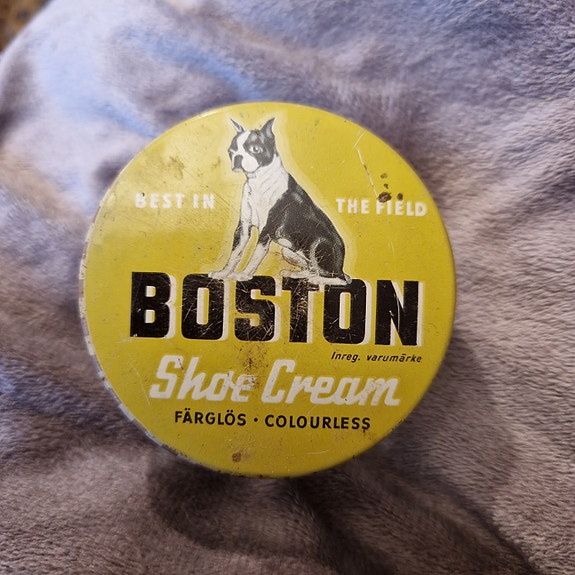 BEST IN THE FIELD
BOSTON
Inreg. varumärke
Shoe Cream
FÄRGLÖS · COLOURLESS